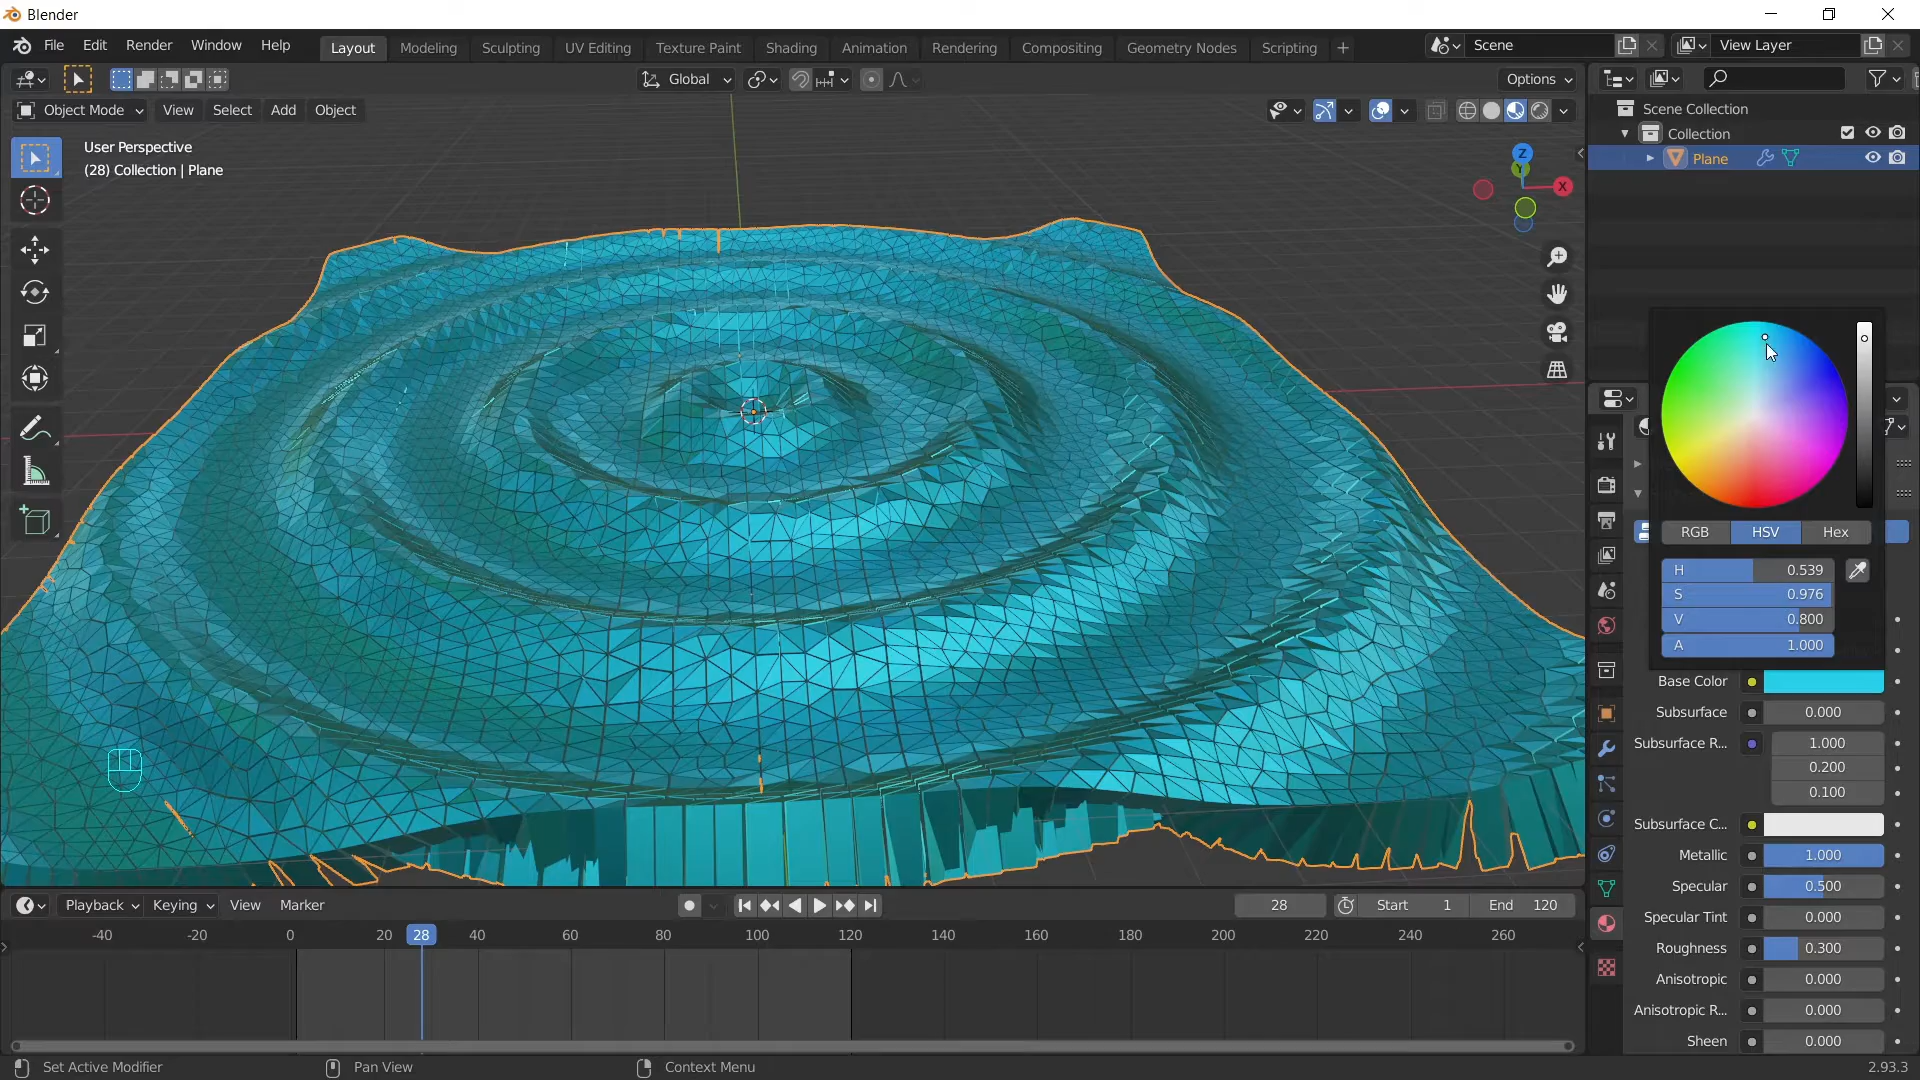 Blender
File Edit Render Window Help Layout Modeling Sculpting UV Editing Texture Paint Shading Animation Rendering Compositing Geometry Nodes Scripting + Scene View Layer
Global Options
Object Mode View Select Add Object
User Perspective
(28) Collection | Plane
Z
Y
X
Scene Collection
Collection
Plane
RGB HSV Hex
H 0.539
S 0.976
V 0.800
A 1.000
Base Color
Subsurface 0.000
Subsurface R... 1.000
0.200
0.100
Subsurface C...
Metallic 1.000
Specular 0.500
Specular Tint 0.000
Roughness 0.300
Anisotropic 0.000
Anisotropic R... 0.000
Sheen 0.000
Playback Keying View Marker 28 Start 1 End 120
-40 -20 0 20 28 40 60 80 100 120 140 160 180 200 220 240 260
Set Active Modifier Pan View Context Menu 2.93.3